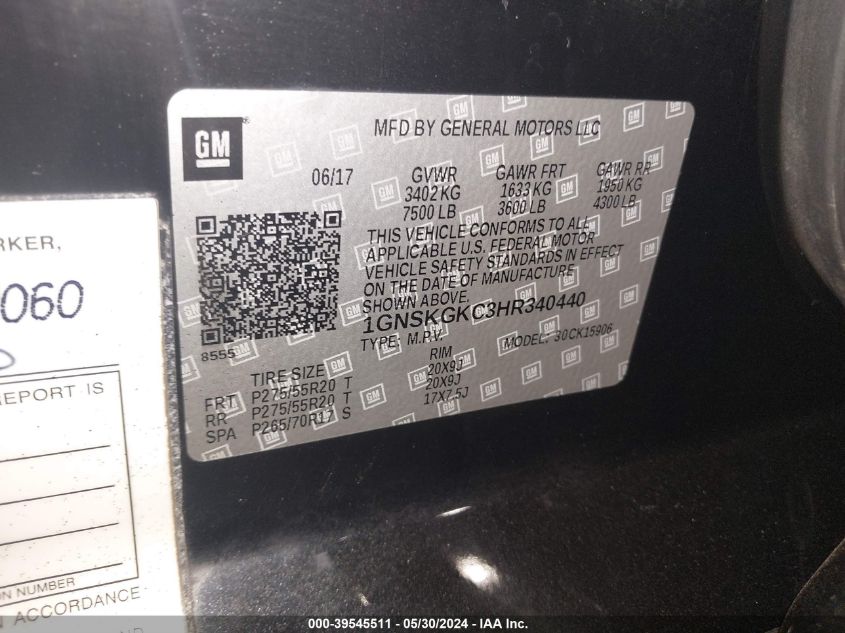 GM
MFD BY GENERAL MOTORS LLC
06/17 GVWR GAWR FRT GAWR RR
3402 KG 1633 KG 1950 KG
7500 LB 3600 LB 4300 LB
THIS VEHICLE CONFORMS TO ALL
APPLICABLE U.S. FEDERAL MOTOR
VEHICLE SAFETY STANDARDS IN EFFECT
ON THE DATE OF MANUFACTURE
SHOWN ABOVE.
1GNSKGKC3HR340440
TYPE: M.P.V. MODEL: 30CK15906
8555
TIRE SIZE RIM
FRT P275/55R20 T 20X9J
RR P275/55R20 T 20X9J
SPA P265/70R17 S 17X7.5J
RKER,
060
REPORT IS
ON NUMBER
N ACCORDANCE
000-39545511 - 05/30/2024 - IAA Inc.